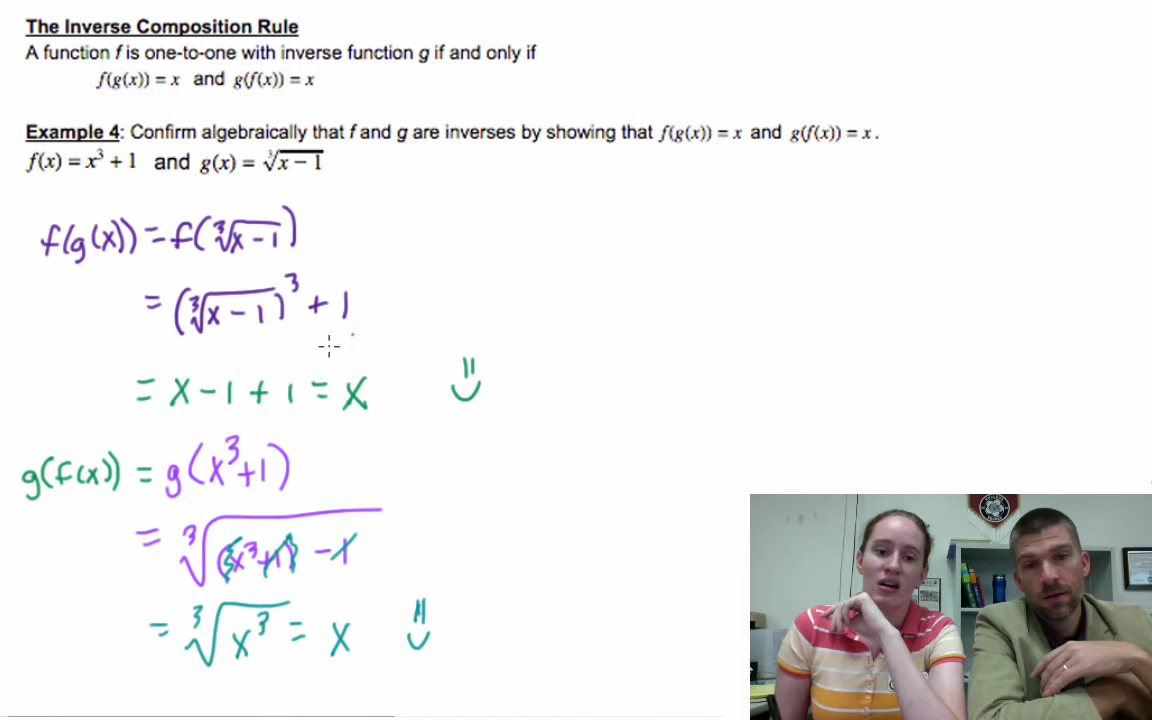 The Inverse Composition Rule
A function f is one-to-one with inverse function g if and only if
f(g(x)) = x and g(f(x)) = x
Example 4: Confirm algebraically that f and g are inverses by showing that f(g(x)) = x and g(f(x)) = x.
f(x) = x³ + 1 and g(x) = ∛(x − 1)
f(g(x)) = f(∛(x − 1))
= (∛(x − 1))³ + 1
= x − 1 + 1 = x
g(f(x)) = g(x³+1)
= ∛((x³+1) − 1)
= ∛(x³) = x